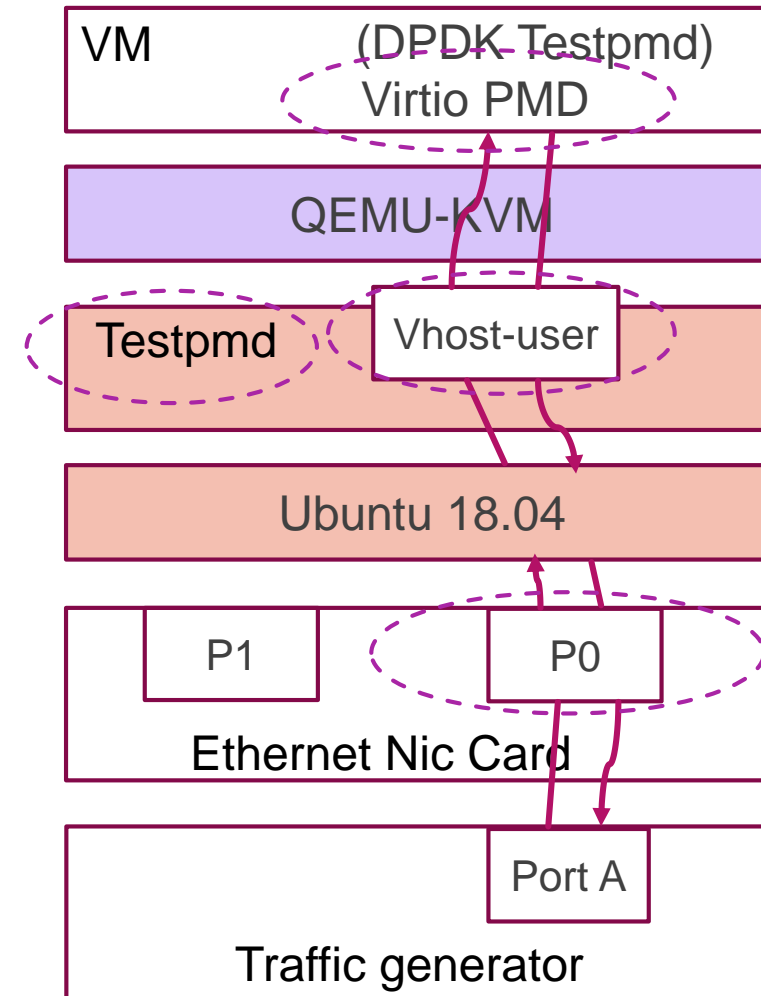 VM (DPDK Testpmd)
Virtio PMD
QEMU-KVM
Testpmd Vhost-user
Ubuntu 18.04
P1 P0
Ethernet Nic Card
Port A
Traffic generator